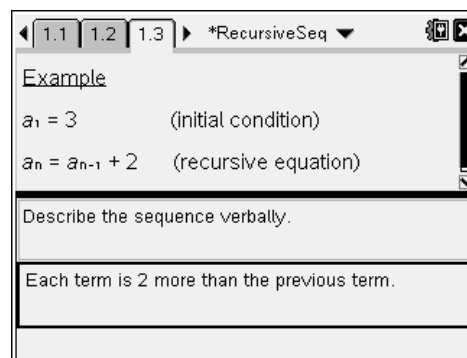 1.1 1.2 1.3 *RecursiveSeq
Example
a₁ = 3 (initial condition)
aₙ = aₙ₋₁ + 2 (recursive equation)
Describe the sequence verbally.
Each term is 2 more than the previous term.